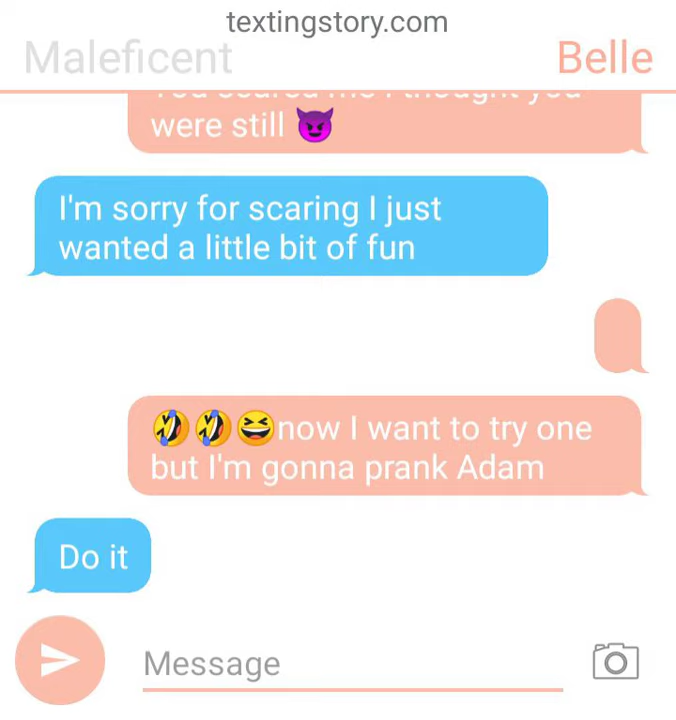 textingstory.com
Maleficent
Belle
were still 😈
I'm sorry for scaring I just
wanted a little bit of fun
🤣🤣😆now I want to try one
but I'm gonna prank Adam
Do it
Message